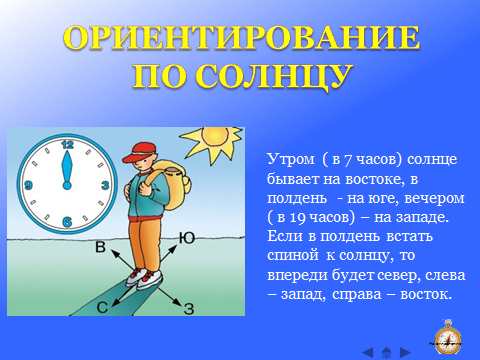 ОРИЕНТИРОВАНИЕ
ПО СОЛНЦУ
12
3
6
9
В
Ю
С
З
Утром ( в 7 часов) солнце
бывает на востоке, в
полдень - на юге, вечером
( в 19 часов) – на западе.
Если в полдень встать
спиной к солнцу, то
впереди будет север, слева
– запад, справа – восток.